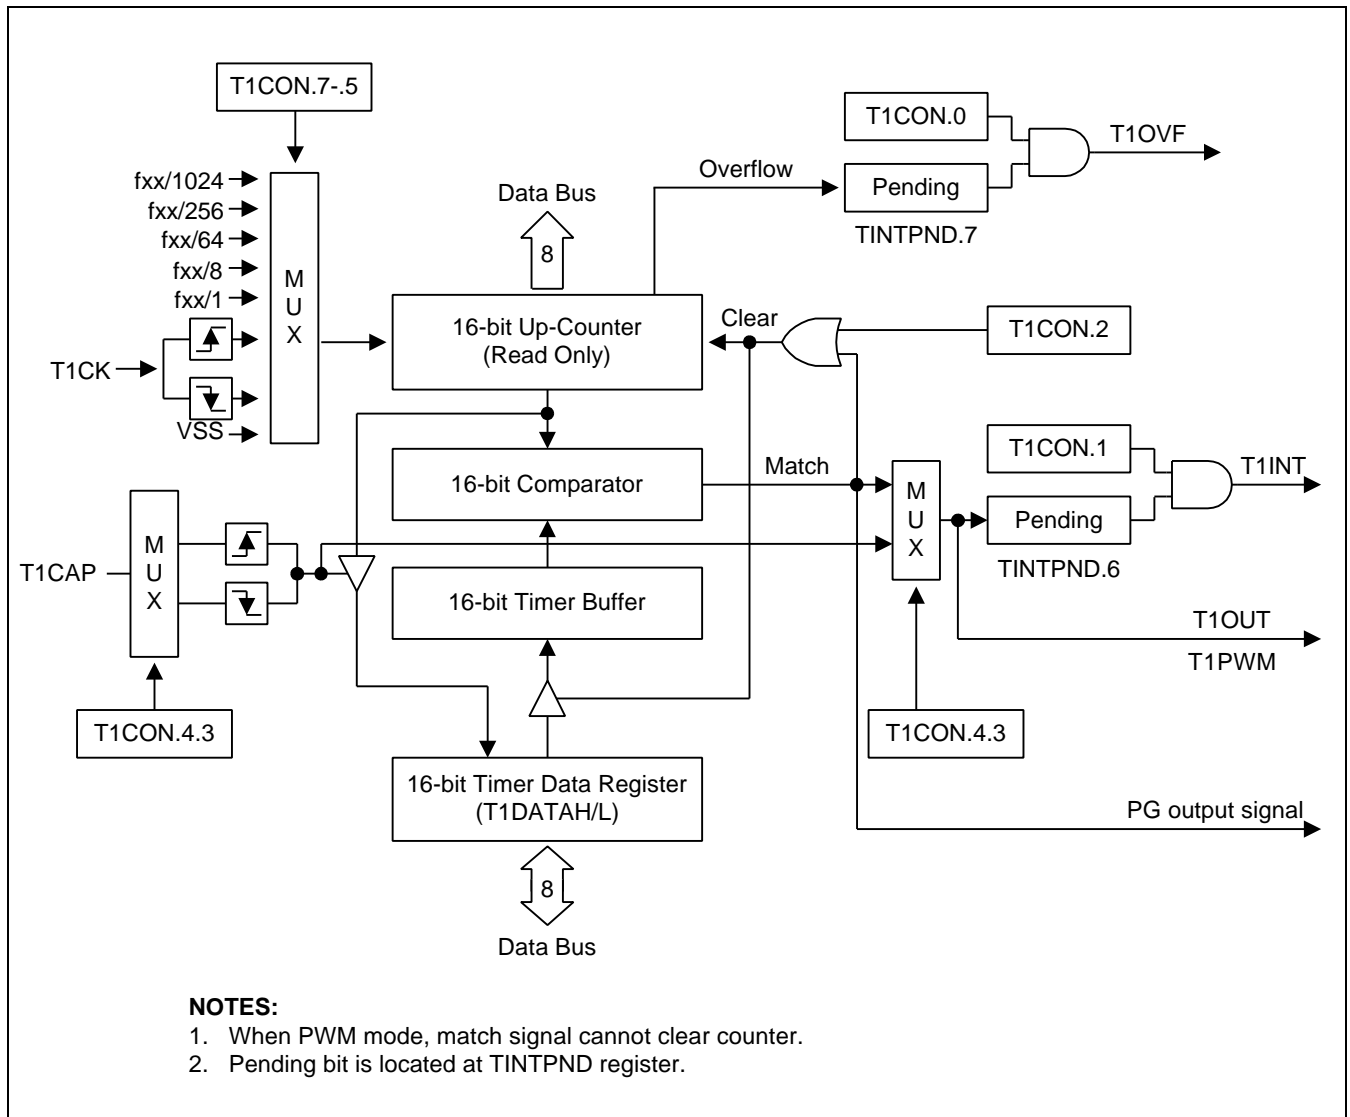 T1CON.7-.5
T1CON.0
T1OVF
fxx/1024
Overflow
Pending
Data Bus
fxx/256
TINTPND.7
fxx/64
8
fxx/8
M
U
X
fxx/1
16-bit Up-Counter
(Read Only)
Clear
T1CON.2
T1CK
VSS
T1CON.1
Match
T1INT
16-bit Comparator
M
U
X
Pending
M
U
X
T1CAP
TINTPND.6
16-bit Timer Buffer
T1OUT
T1PWM
T1CON.4.3
T1CON.4.3
16-bit Timer Data Register
(T1DATAH/L)
PG output signal
8
Data Bus
NOTES:
1. When PWM mode, match signal cannot clear counter.
2. Pending bit is located at TINTPND register.